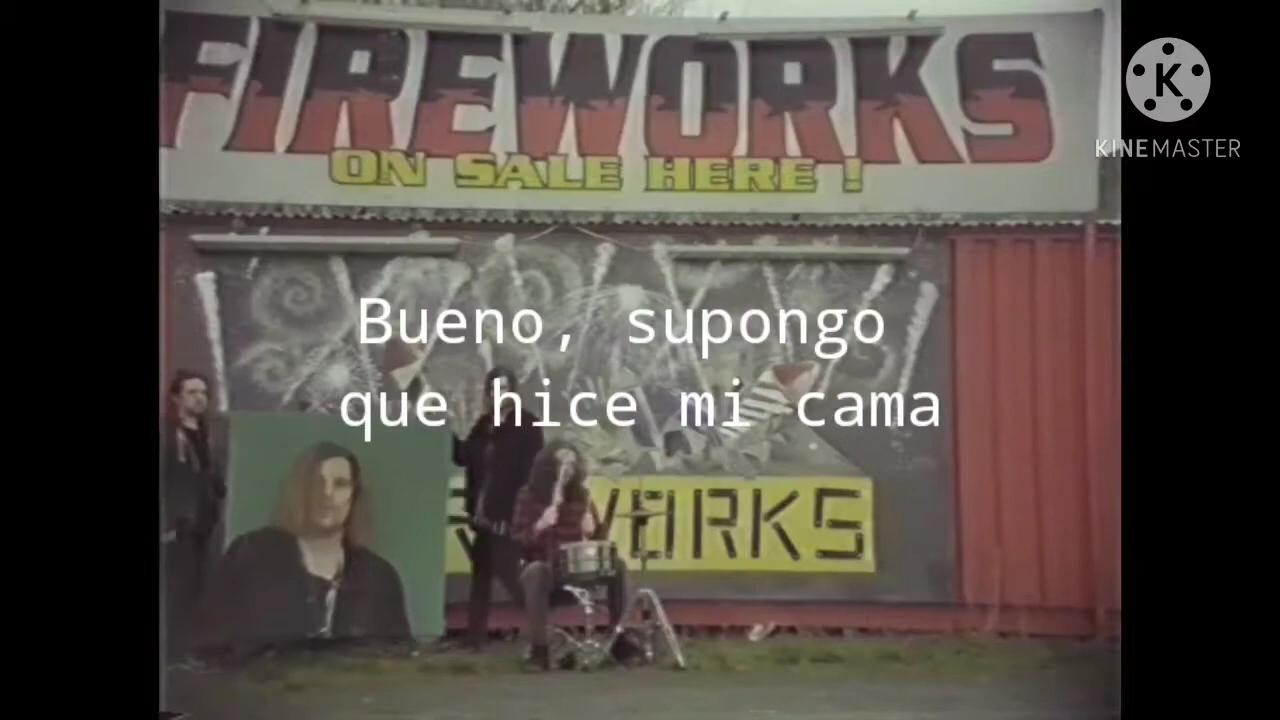 FIREWORKS
ON SALE HERE !
K
KINEMASTER
Bueno, supongo
que hice mi cama
WORKS